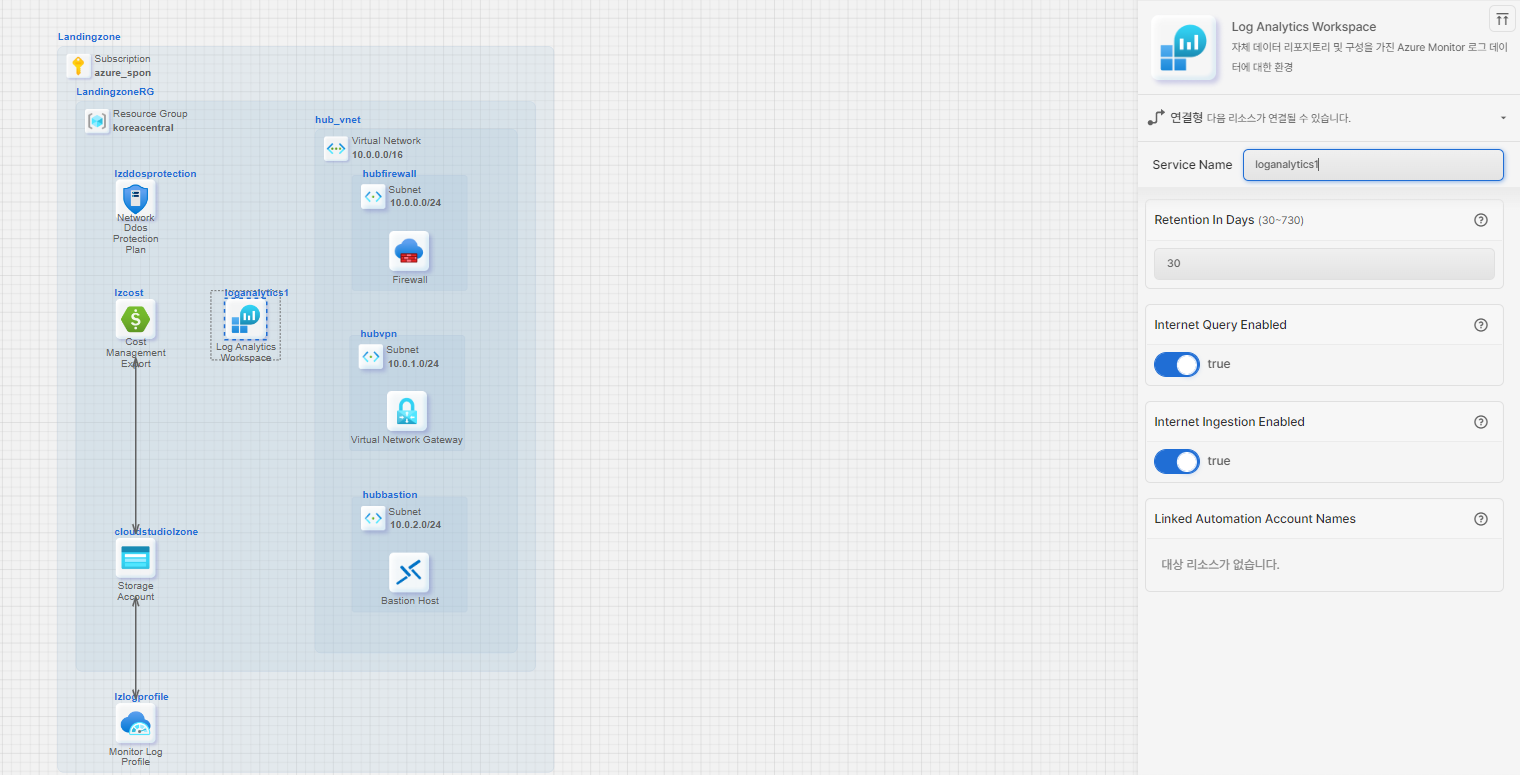 Landingzone
Subscription
azure_spon
LandingzoneRG
Resource Group
koreacentral
lzddosprotection
Network
Ddos
Protection
Plan
lzcost
Cost
Management
Export
loganalytics1
Log Analytics
Workspace
cloudstudiolzone
Storage
Account
lzlogprofile
Monitor Log
Profile
hub_vnet
Virtual Network
10.0.0.0/16
hubfirewall
Subnet
10.0.0.0/24
Firewall
hubvpn
Subnet
10.0.1.0/24
Virtual Network Gateway
hubbastion
Subnet
10.0.2.0/24
Bastion Host
Log Analytics Workspace
자체 데이터 리포지토리 및 구성을 가진 Azure Monitor 로그 데이
터에 대한 환경
연결형 다음 리소스가 연결될 수 있습니다.
Service Name loganalytics1
Retention In Days (30~730)
30
Internet Query Enabled
true
Internet Ingestion Enabled
true
Linked Automation Account Names
대상 리소스가 없습니다.